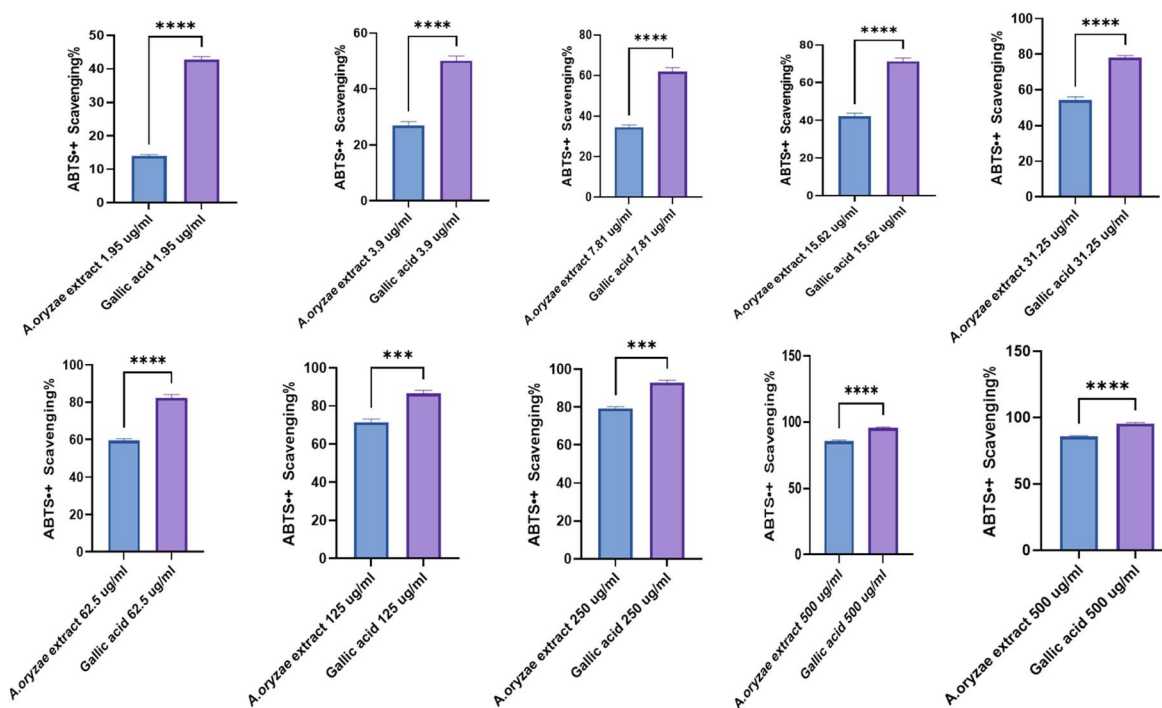 ****
ABTS•+ Scavenging%
50
40
30
20
10
0
A.oryzae extract 1.95 ug/ml
Gallic acid 1.95 ug/ml
****
ABTS•+ Scavenging%
60
40
20
0
A.oryzae extract 3.9 ug/ml
Gallic acid 3.9 ug/ml
****
ABTS•+ Scavenging%
80
60
40
20
0
A.oryzae extract 7.81 ug/ml
Gallic acid 7.81 ug/ml
****
ABTS•+ Scavenging%
80
60
40
20
0
A.oryzae extract 15.62 ug/ml
Gallic acid 15.62 ug/ml
****
ABTS•+ Scavenging%
100
80
60
40
20
0
A.oryzae extract 31.25 ug/ml
Gallic acid 31.25 ug/ml
****
ABTS•+ Scavenging%
100
80
60
40
20
0
A.oryzae extract 62.5 ug/ml
Gallic acid 62.5 ug/ml
***
ABTS•+ Scavenging%
100
80
60
40
20
0
A.oryzae extract 125 ug/ml
Gallic acid 125 ug/ml
***
ABTS•+ Scavenging%
100
80
60
40
20
0
A.oryzae extract 250 ug/ml
Gallic acid 250 ug/ml
****
ABTS•+ Scavenging%
150
100
50
0
A.oryzae extract 500 ug/ml
Gallic acid 500 ug/ml
****
ABTS•+ Scavenging%
150
100
50
0
A.oryzae extract 500 ug/ml
Gallic acid 500 ug/ml